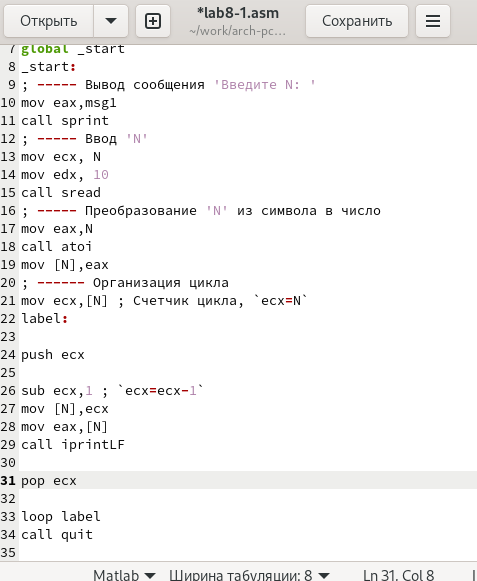 Открыть
*lab8-1.asm
~/work/arch-pc...
Сохранить
7 global _start
8 _start:
9 ; ----- Вывод сообщения 'Введите N: '
10 mov eax,msg1
11 call sprint
12 ; ----- Ввод 'N'
13 mov ecx, N
14 mov edx, 10
15 call sread
16 ; ----- Преобразование 'N' из символа в число
17 mov eax,N
18 call atoi
19 mov [N],eax
20 ; ------ Организация цикла
21 mov ecx,[N] ; Счетчик цикла, `ecx=N`
22 label:
23
24 push ecx
25
26 sub ecx,1 ; `ecx=ecx-1`
27 mov [N],ecx
28 mov eax,[N]
29 call iprintLF
30
31 pop ecx
32
33 loop label
34 call quit
35
Matlab Ширина табуляции: 8 Ln 31, Col 8